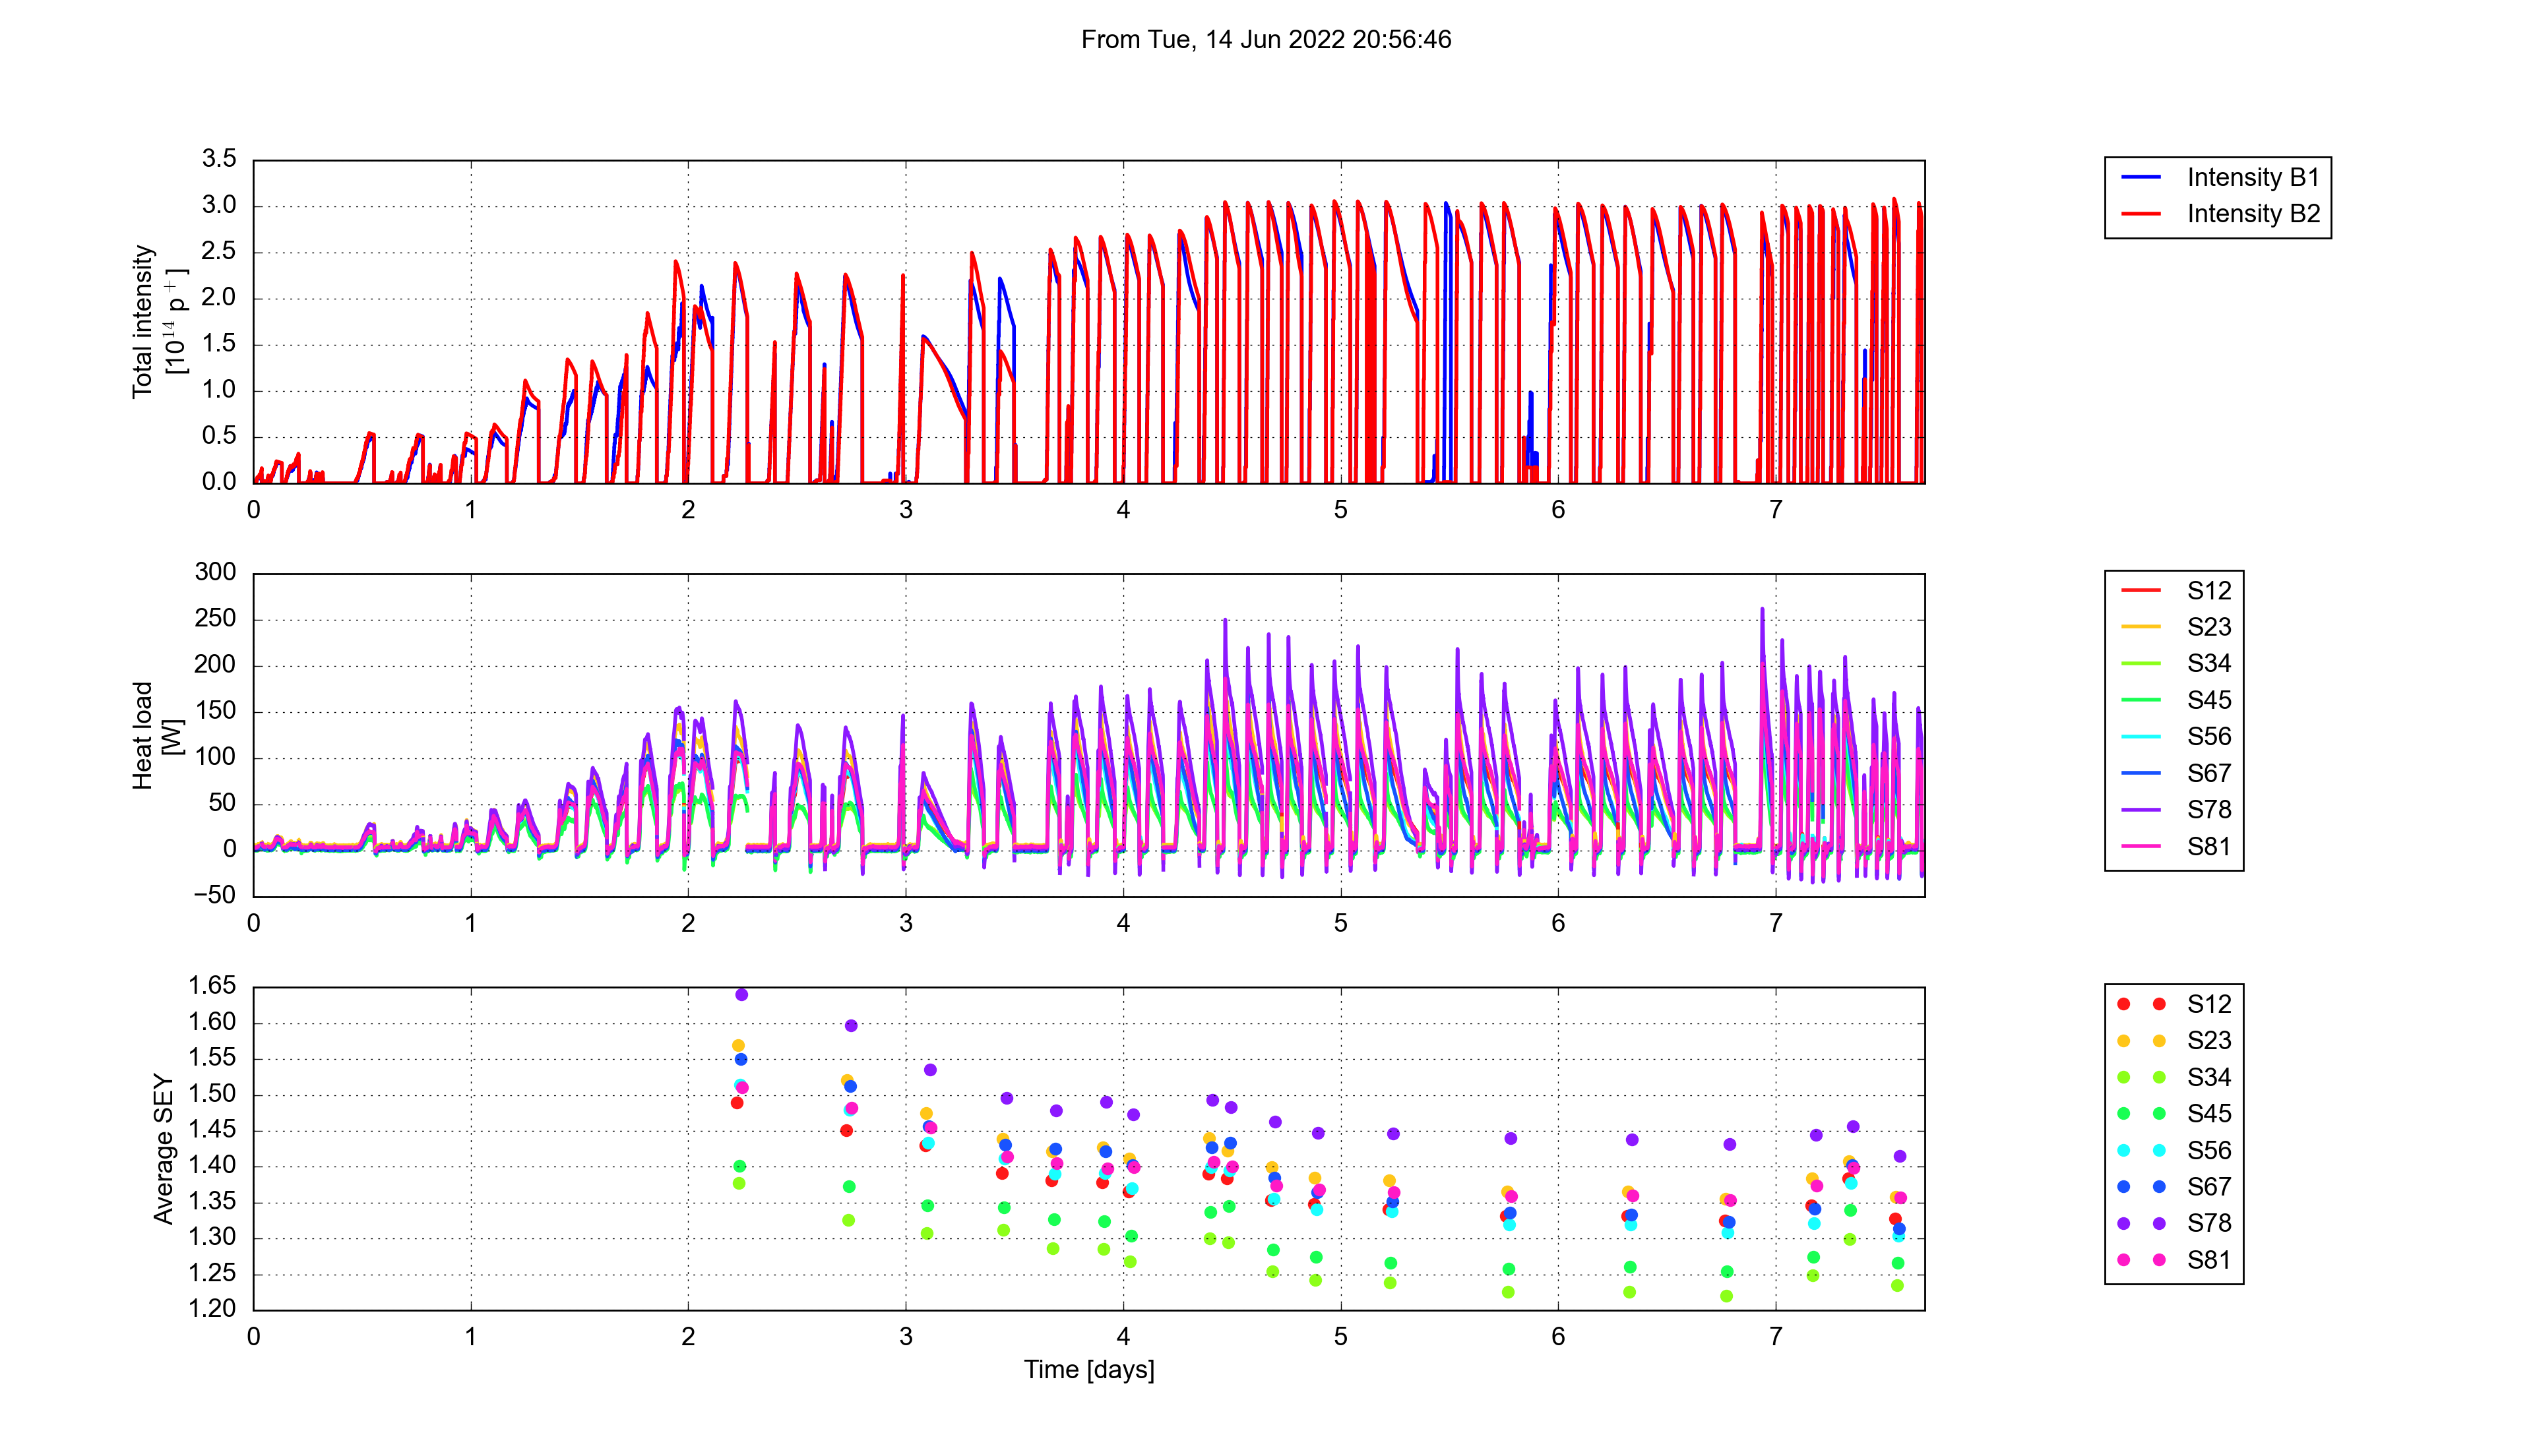 From Tue, 14 Jun 2022 20:56:46
Total intensity
[10^14 p^+]
3.5
3.0
2.5
2.0
1.5
1.0
0.5
0.0
0 1 2 3 4 5 6 7
Intensity B1
Intensity B2
Heat load
[W]
300
250
200
150
100
50
0
−50
0 1 2 3 4 5 6 7
S12
S23
S34
S45
S56
S67
S78
S81
Average SEY
1.65
1.60
1.55
1.50
1.45
1.40
1.35
1.30
1.25
1.20
0 1 2 3 4 5 6 7
Time [days]
S12
S23
S34
S45
S56
S67
S78
S81